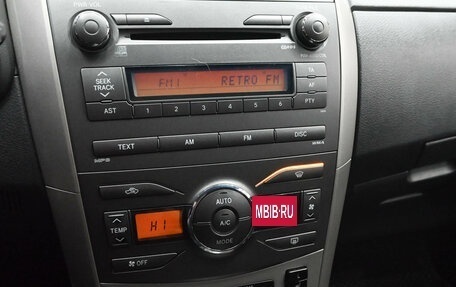 PWR·VOL
FM1 RETRO FM
SEEK
TRACK
TA
AF
PTY
AST 1 2 3 4 5 6
TEXT AM FM DISC
MP3 WMA
AUTO
A/C
MODE
TEMP
HI
OFF
MBIB·RU